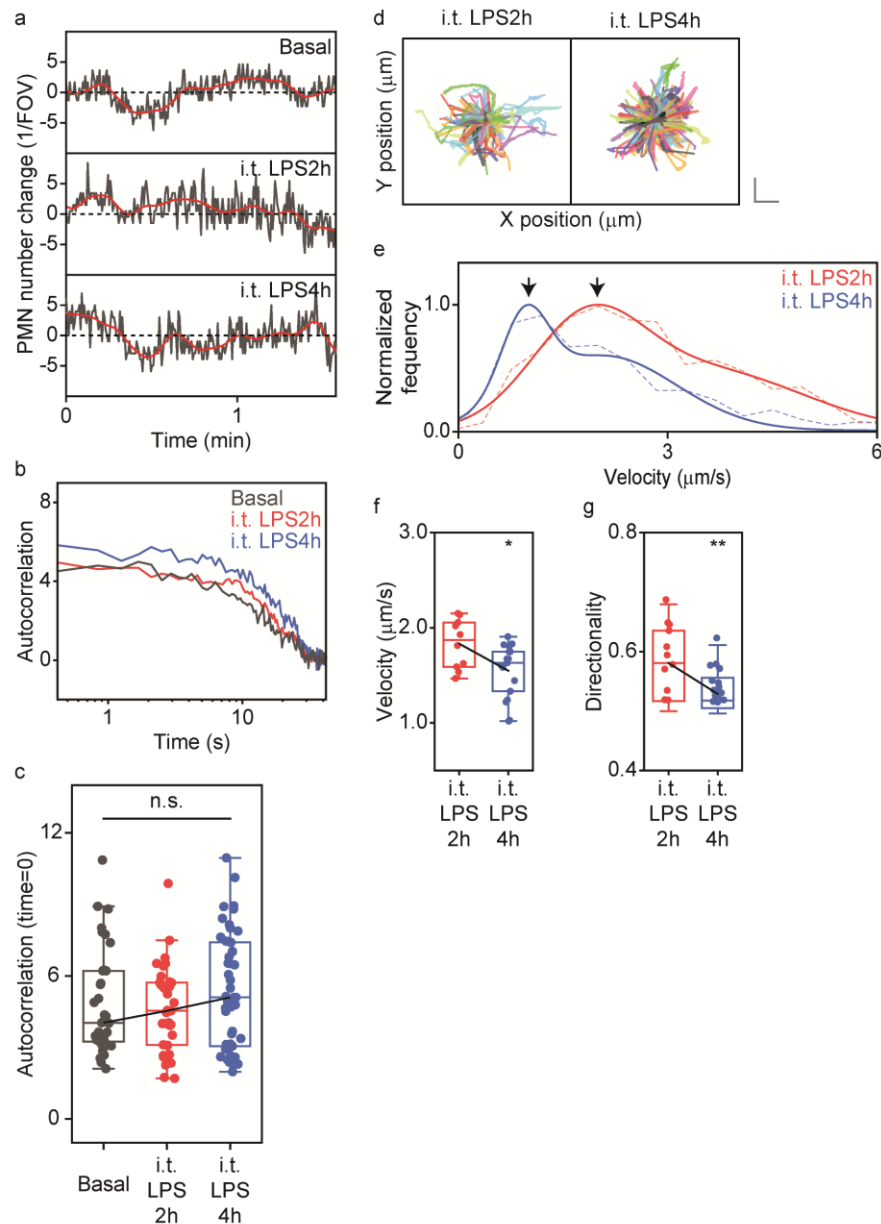 a
Basal
5
0
-5
i.t. LPS2h
5
0
-5
i.t. LPS4h
5
0
-5
PMN number change (1/FOV)
0
1
Time (min)
b
Basal
i.t. LPS2h
i.t. LPS4h
8
4
0
Autocorrelation
1
10
Time (s)
c
n.s.
12
6
0
Autocorrelation (time=0)
Basal
i.t.
LPS
2h
i.t.
LPS
4h
d
i.t. LPS2h
i.t. LPS4h
Y position (μm)
X position (μm)
e
i.t. LPS2h
i.t. LPS4h
1.0
0.0
Normalized
fequency
0
3
6
Velocity (μm/s)
f
3.0
2.0
1.0
Velocity (μm/s)
*
i.t.
LPS
2h
i.t.
LPS
4h
g
0.8
0.6
0.4
Directionality
**
i.t.
LPS
2h
i.t.
LPS
4h